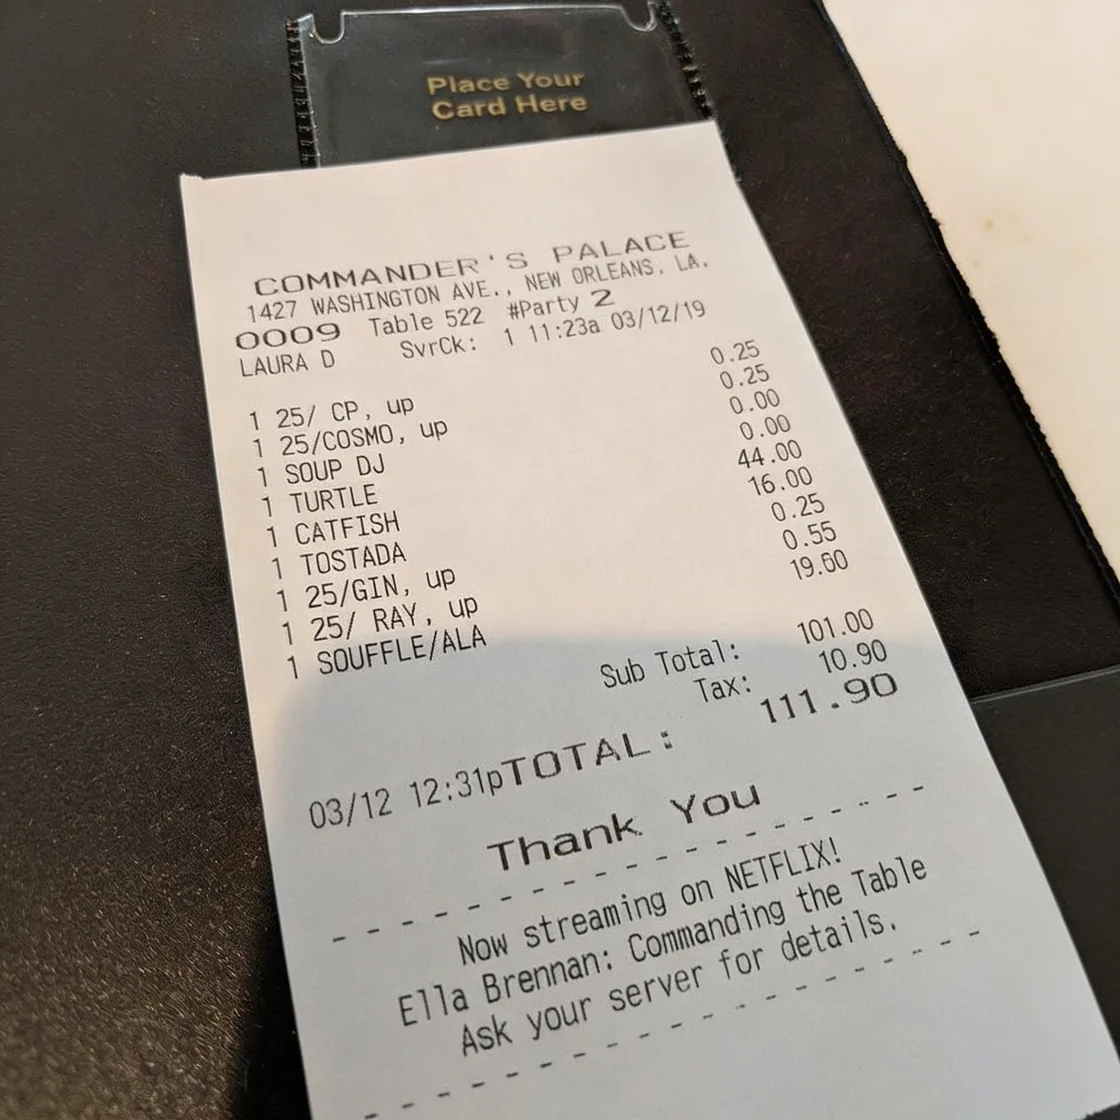 Place Your
Card Here
COMMANDER'S PALACE
1427 WASHINGTON AVE., NEW ORLEANS, LA.
0009 Table 522 #Party 2
LAURA D SvrCk: 1 11:23a 03/12/19
1 25/ CP, up 0.25
1 25/COSMO, up 0.25
1 SOUP DJ 0.00
1 TURTLE 0.00
1 CATFISH 44.00
1 TOSTADA 16.00
1 25/GIN, up 0.25
1 25/ RAY, up 0.55
1 SOUFFLE/ALA 19.60
Sub Total: 101.00
Tax: 10.90
03/12 12:31pTOTAL: 111.90
Thank You
Now streaming on NETFLIX!
Ella Brennan: Commanding the Table
Ask your server for details.